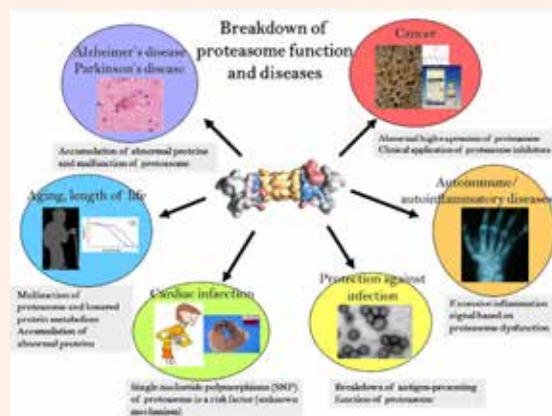 Breakdown of
proteasome function
and diseases
Alzheimer's disease
Parkinson's disease
Accumulation of abnormal proteins
and malfunction of proteasome
Cancer
Abnormal high expression of proteasome
Clinical application of proteasome inhibitors
Aging, length of life
Malfunction of
proteasome and lowered
protein metabolism
Accumulation of
abnormal proteins
Autoimmune/
autoinflammatory diseases
Excessive inflammation
signal based on
proteasome dysfunction
Cardiac infarction
Single nucleotide polymorphism (SNP)
of proteasome is a risk factor (unknown
mechanism)
Protection against
infection
Breakdown of antigen-processing
function of proteasome